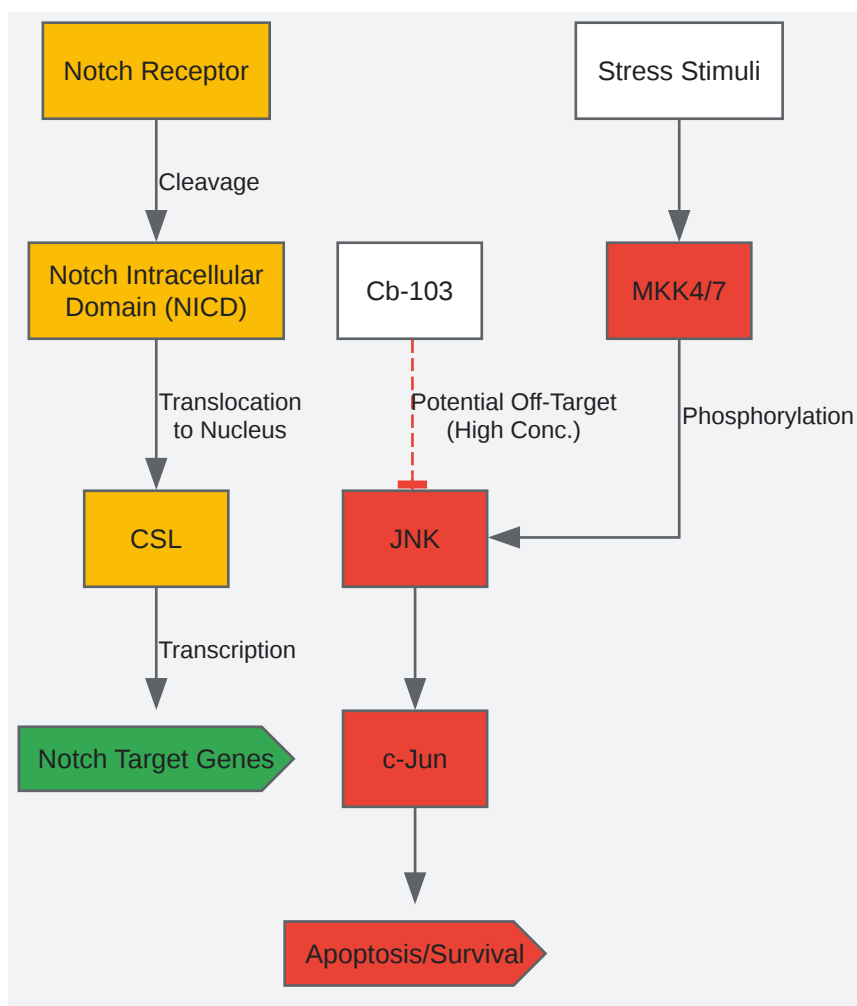 Notch Receptor
Stress Stimuli
Cleavage
Notch Intracellular
Domain (NICD)
Cb-103
MKK4/7
Translocation
to Nucleus
Potential Off-Target
(High Conc.)
Phosphorylation
CSL
JNK
Transcription
Notch Target Genes
c-Jun
Apoptosis/Survival